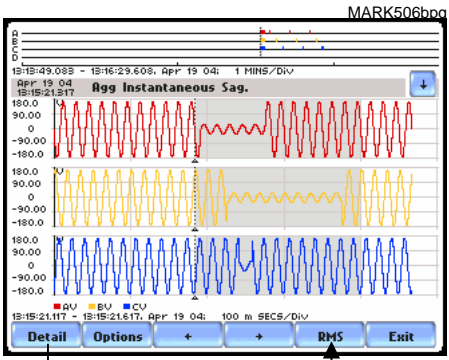 MARK506bpg
A
B
C
D
13:13:49.083 - 13:16:29.608, Apr 19 04; 1 MINS/Div
Apr 19 04
13:15:21.317
Agg Instantaneous Sag.
↓
180.0 V
90.00
0
-90.00
-180.0
180.0 V
90.00
0
-90.00
-180.0
180.0 V
90.00
0
-90.00
-180.0
AV BV CV
13:15:21.117 - 13:15:21.617, Apr 19 04; 100 m SECS/Div
Detail Options ← → RMS Exit